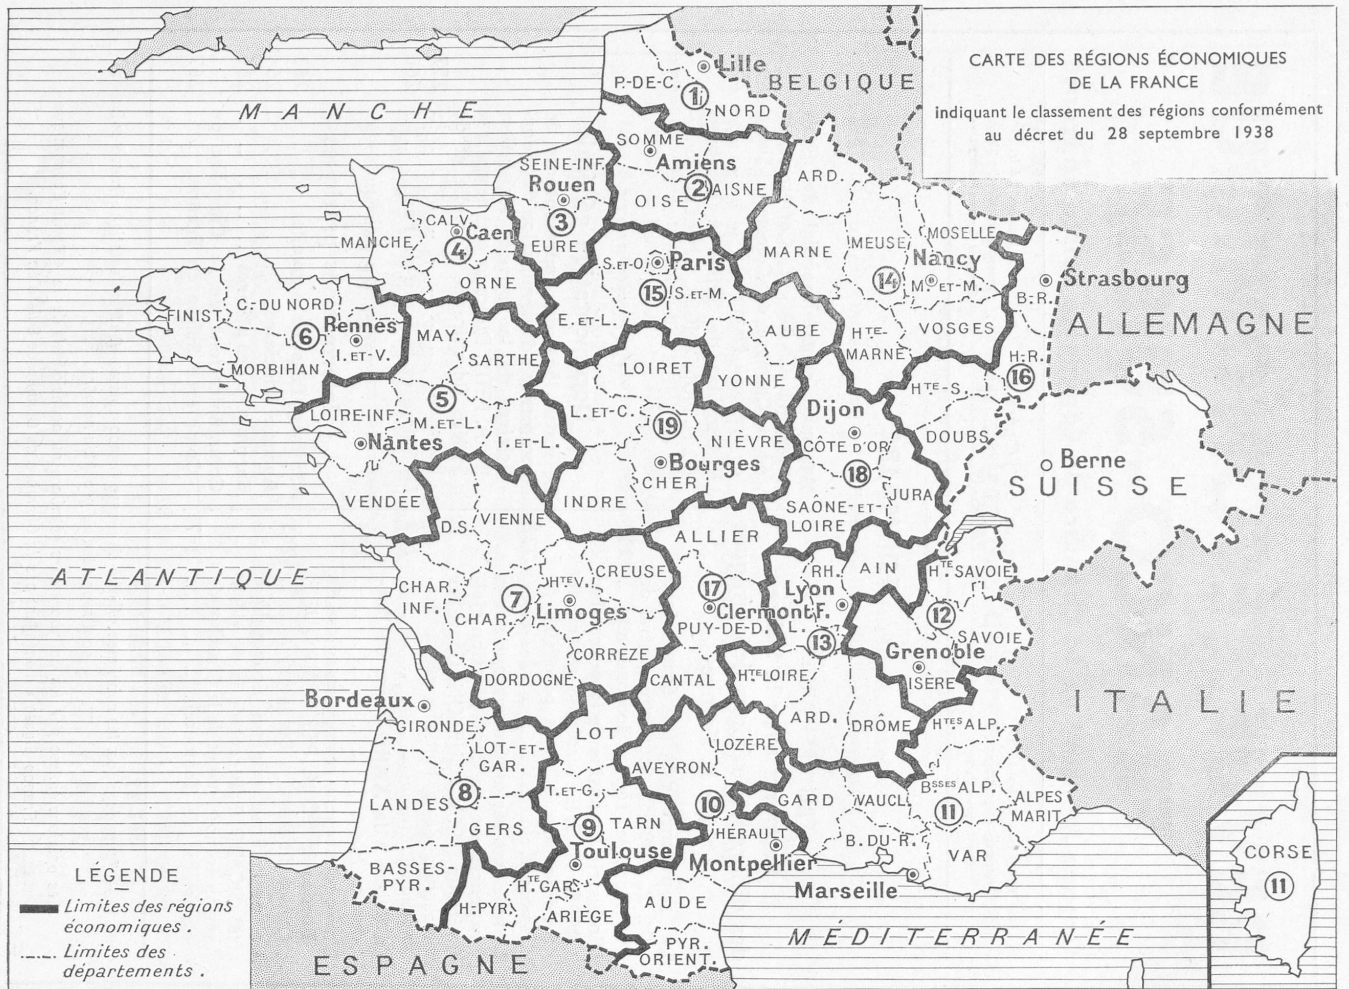 CARTE DES RÉGIONS ÉCONOMIQUES
DE LA FRANCE
indiquant le classement des régions conformément
au décret du 28 septembre 1938
MANCHE
BELGIQUE
ALLEMAGNE
SUISSE
Berne
ITALIE
ATLANTIQUE
ESPAGNE
MÉDITERRANÉE
Lille
P.-DE-C.
1
NORD
SOMME
Amiens
2
OISE
AISNE
SEINE-INF.
Rouen
3
EURE
CALV.
Caen
4
MANCHE
ORNE
ARD.
MARNE
MEUSE
MOSELLE
Nancy
14
M. ET-M.
AUBE
HTE-
MARNE
VOSGES
Strasbourg
B.-R.
H.-R.
16
S. ET-O.
Paris
15
S. ET-M.
E. ET-L.
YONNE
FINIST.
C.-DU NORD
6
Rennes
I. ET-V.
MORBIHAN
MAY.
SARTHE
5
LOIRE-INF.
M. ET-L.
Nantes
I. ET-L.
VENDÉE
LOIRET
L. ET-C.
19
NIÈVRE
Bourges
CHER
INDRE
Dijon
CÔTE D'OR
18
SAÔNE-ET-
LOIRE
JURA
HTE-S.
DOUBS
D.S.
VIENNE
CHAR.
INF.
CHAR.
7
HTE V.
Limoges
CREUSE
CORRÈZE
DORDOGNE
ALLIER
17
Clermont F.
PUY-DE-D.
CANTAL
RH.
AIN
Lyon
L.
13
HTE LOIRE
ARD.
DRÔME
HTE SAVOIE
12
SAVOIE
Grenoble
ISÈRE
Bordeaux
GIRONDE
LOT-ET-
GAR.
8
LANDES
GERS
BASSES-
PYR.
LOT
T. ET-G.
9
TARN
Toulouse
HTE GAR.
H.-PYR.
ARIÈGE
AVEYRON
LOZÈRE
10
HÉRAULT
Montpellier
AUDE
PYR.
ORIENT.
GARD
VAUCL.
HTES ALP.
BSSES ALP.
11
ALPES
MARIT.
B. DU-R.
VAR
Marseille
CORSE
11
LÉGENDE
Limites des régions
économiques.
Limites des
départements.